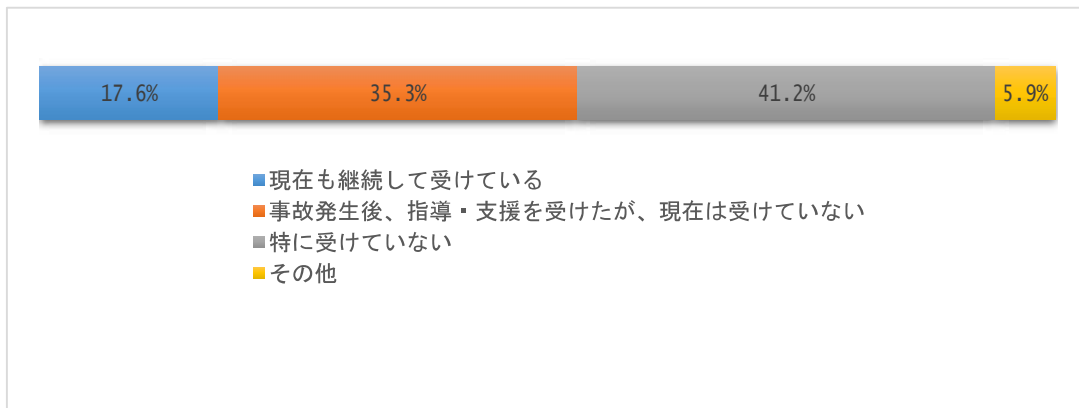 17.6% 35.3% 41.2% 5.9%
現在も継続して受けている
事故発生後、指導・支援を受けたが、現在は受けていない
特に受けていない
その他